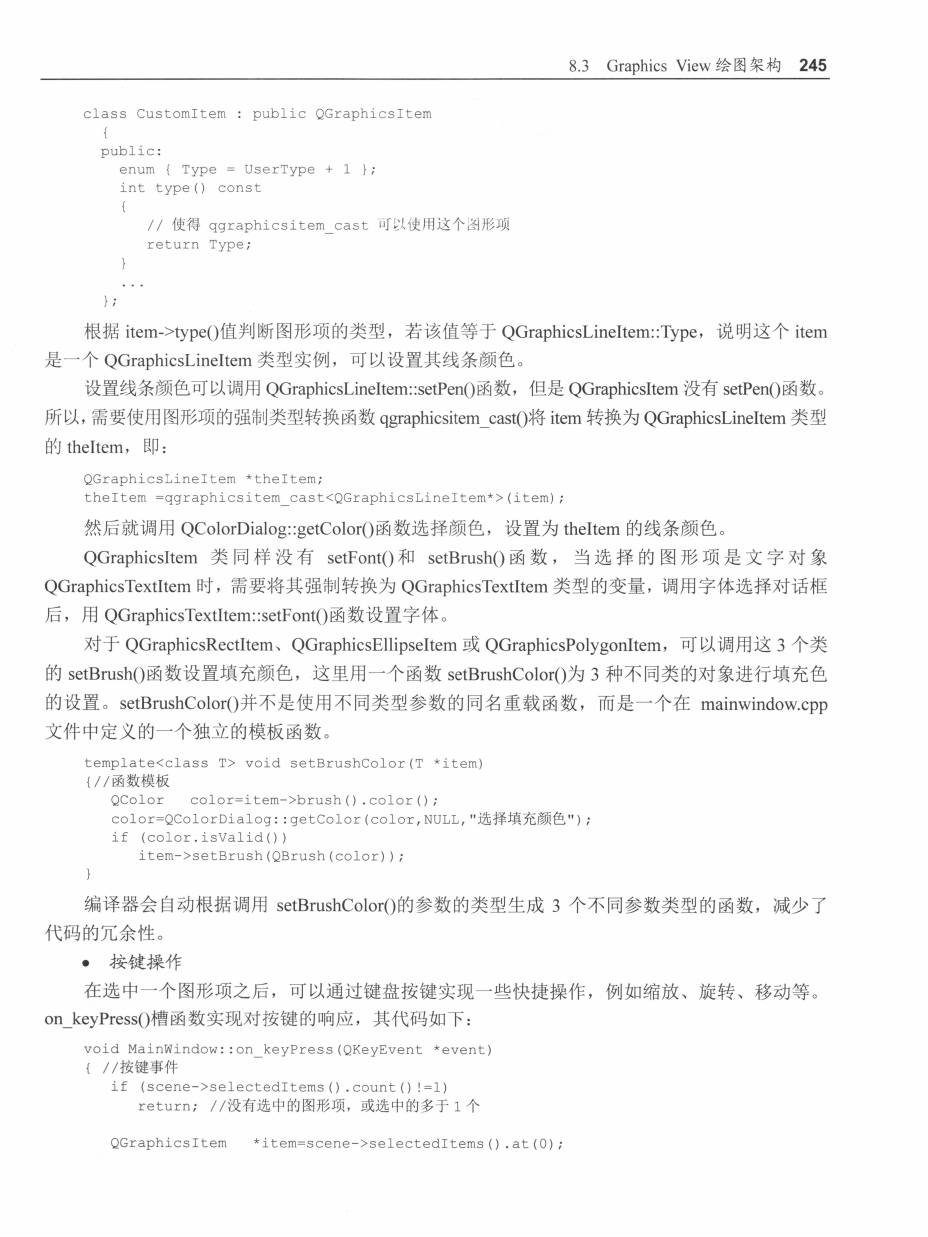 8.3 Graphics View 绘图架构 245
class CustomItem : public QGraphicsItem
{
public:
enum { Type = UserType + 1 };
int type() const
{
// 使得 qgraphicsitem_cast 可以使用这个图形项
return Type;
}
...
};
根据 item->type()值判断图形项的类型，若该值等于 QGraphicsLineItem::Type，说明这个 item
是一个 QGraphicsLineItem 类型实例，可以设置其线条颜色。
设置线条颜色可以调用 QGraphicsLineItem::setPen()函数，但是 QGraphicsItem 没有 setPen()函数。
所以，需要使用图形项的强制类型转换函数 qgraphicsitem_cast()将 item 转换为 QGraphicsLineItem 类型
的 theItem，即：
QGraphicsLineItem *theItem;
theItem =qgraphicsitem_cast<QGraphicsLineItem*>(item);
然后就调用 QColorDialog::getColor()函数选择颜色，设置为 theItem 的线条颜色。
QGraphicsItem 类同样没有 setFont()和 setBrush()函数，当选择的图形项是文字对象
QGraphicsTextItem 时，需要将其强制转换为 QGraphicsTextItem 类型的变量，调用字体选择对话框
后，用 QGraphicsTextItem::setFont()函数设置字体。
对于 QGraphicsRectItem、QGraphicsEllipseItem 或 QGraphicsPolygonItem，可以调用这 3 个类
的 setBrush()函数设置填充颜色，这里用一个函数 setBrushColor()为 3 种不同类的对象进行填充色
的设置。setBrushColor()并不是使用不同类型参数的同名重载函数，而是一个在 mainwindow.cpp
文件中定义的一个独立的模板函数。
template<class T> void setBrushColor(T *item)
{//函数模板
QColor color=item->brush().color();
color=QColorDialog::getColor(color,NULL,"选择填充颜色");
if (color.isValid())
item->setBrush(QBrush(color));
}
编译器会自动根据调用 setBrushColor()的参数的类型生成 3 个不同参数类型的函数，减少了
代码的冗余性。
• 按键操作
在选中一个图形项之后，可以通过键盘按键实现一些快捷操作，例如缩放、旋转、移动等。
on_keyPress()槽函数实现对按键的响应，其代码如下：
void MainWindow::on_keyPress(QKeyEvent *event)
{ //按键事件
if (scene->selectedItems().count()!=1)
return; //没有选中的图形项，或选中的多于 1 个
QGraphicsItem *item=scene->selectedItems().at(0);